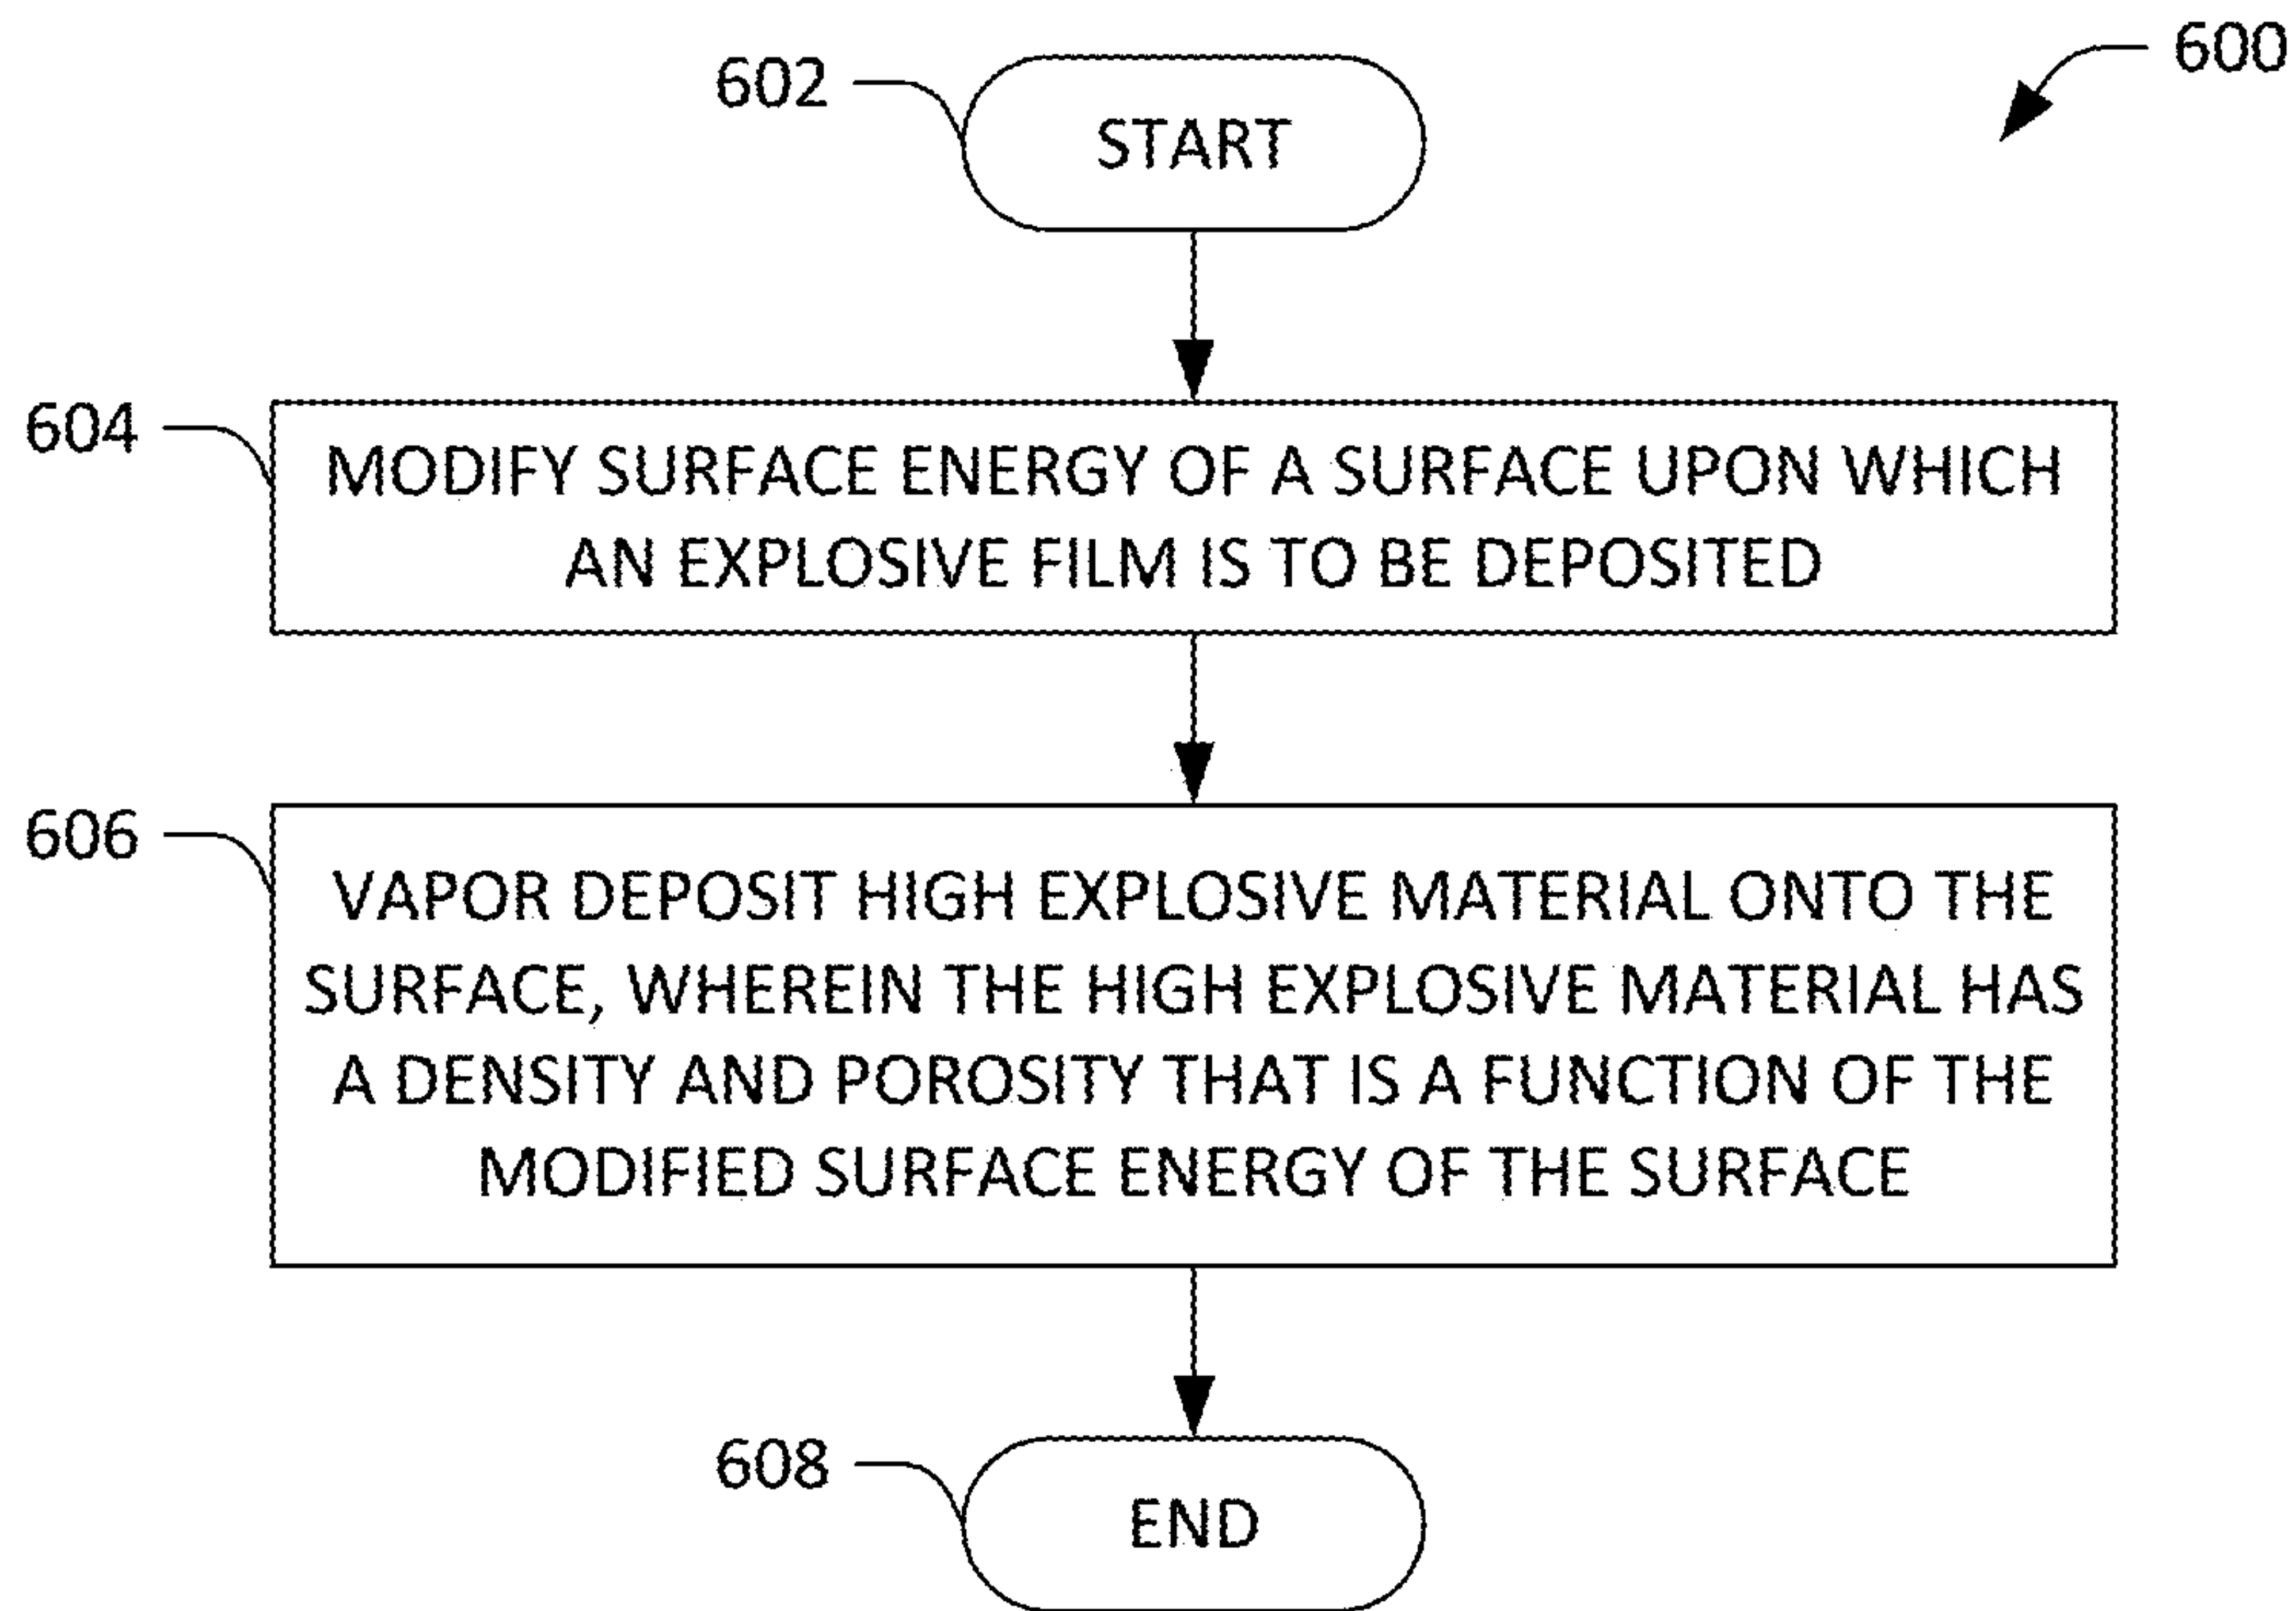 600
602
START
604
MODIFY SURFACE ENERGY OF A SURFACE UPON WHICH
AN EXPLOSIVE FILM IS TO BE DEPOSITED
606
VAPOR DEPOSIT HIGH EXPLOSIVE MATERIAL ONTO THE
SURFACE, WHEREIN THE HIGH EXPLOSIVE MATERIAL HAS
A DENSITY AND POROSITY THAT IS A FUNCTION OF THE
MODIFIED SURFACE ENERGY OF THE SURFACE
608
END